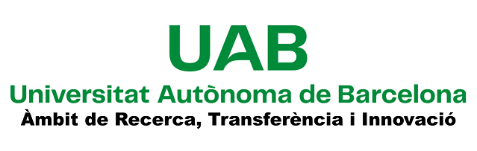 UAB
Universitat Autònoma de Barcelona
Àmbit de Recerca, Transferència i Innovació